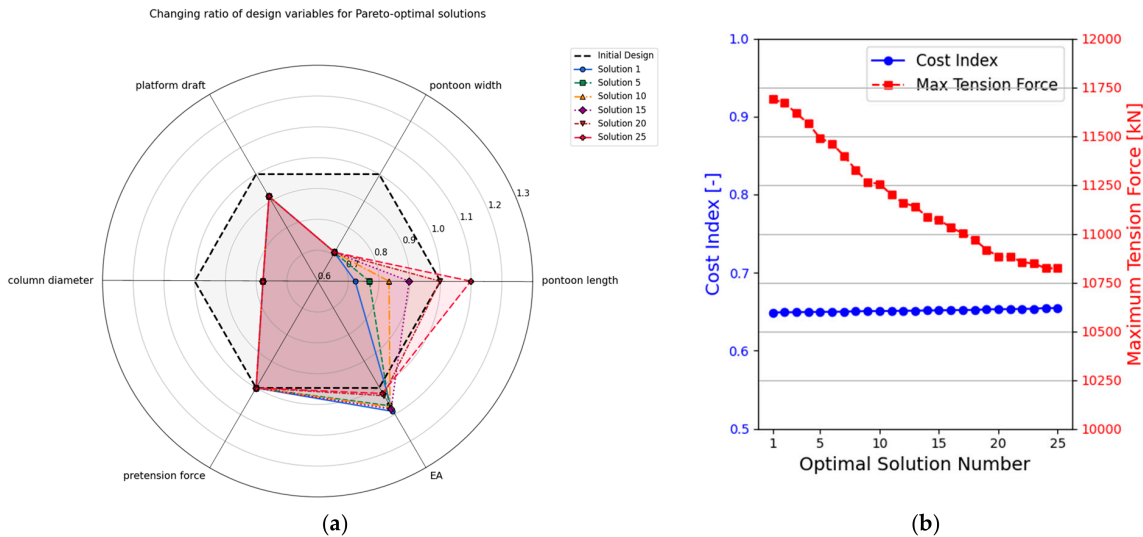 Changing ratio of design variables for Pareto-optimal solutions
Initial Design
Solution 1
Solution 5
Solution 10
Solution 15
Solution 20
Solution 25
platform draft
pontoon width
column diameter
pontoon length
pretension force
EA
0.6
0.7
0.8
0.9
1.0
1.1
1.2
1.3
(a)
Cost Index
Max Tension Force
Cost Index [-]
1.0
0.9
0.8
0.7
0.6
0.5
Maximum Tension Force [kN]
12000
11750
11500
11250
11000
10750
10500
10250
10000
1 5 10 15 20 25
Optimal Solution Number
(b)